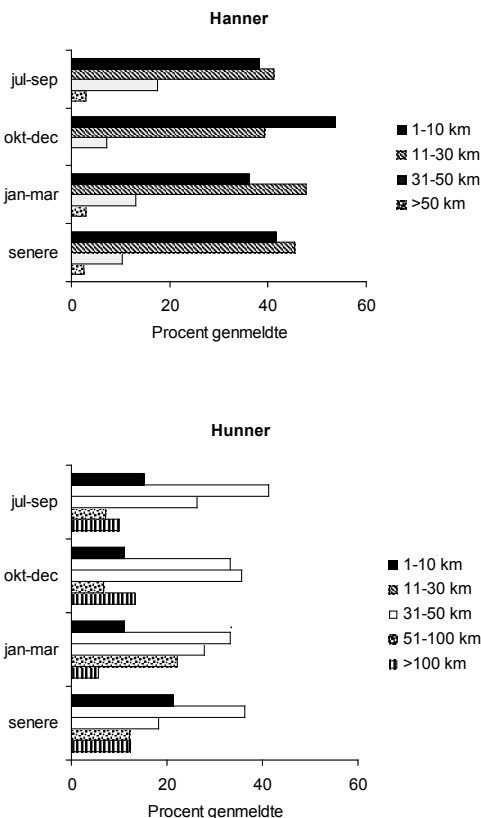 Hanner
jul-sep
okt-dec
jan-mar
senere
0 20 40 60
Procent genmeldte
1-10 km
11-30 km
31-50 km
>50 km
Hunner
jul-sep
okt-dec
jan-mar
senere
0 20 40 60
Procent genmeldte
1-10 km
11-30 km
31-50 km
51-100 km
>100 km